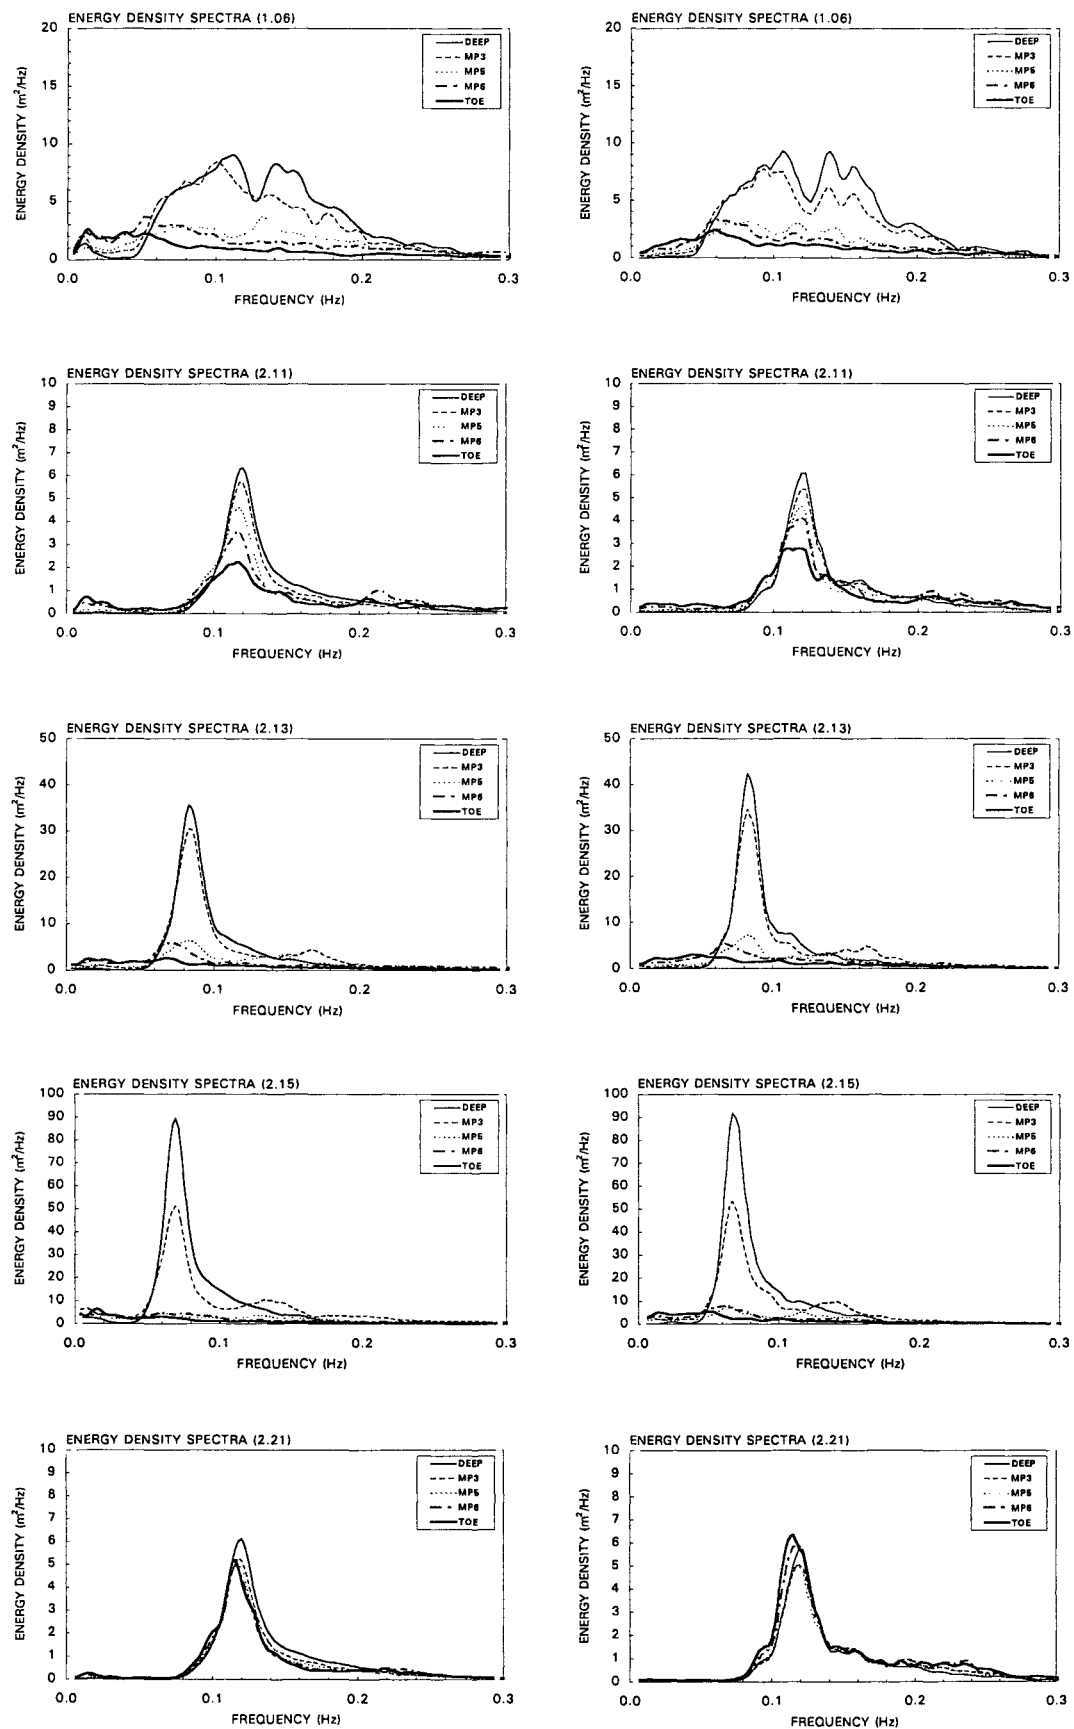 ENERGY DENSITY SPECTRA (1.06)
20
15
10
5
0
ENERGY DENSITY (m²/Hz)
DEEP
MP3
MP5
MP6
TOE
0.0 0.1 0.2 0.3
FREQUENCY (Hz)
ENERGY DENSITY SPECTRA (1.06)
20
15
10
5
0
ENERGY DENSITY (m²/Hz)
DEEP
MP3
MP5
MP6
TOE
0.0 0.1 0.2 0.3
FREQUENCY (Hz)
ENERGY DENSITY SPECTRA (2.11)
10
9
8
7
6
5
4
3
2
1
0
ENERGY DENSITY (m²/Hz)
DEEP
MP3
MP5
MP6
TOE
0.0 0.1 0.2 0.3
FREQUENCY (Hz)
ENERGY DENSITY SPECTRA (2.11)
10
9
8
7
6
5
4
3
2
1
0
ENERGY DENSITY (m²/Hz)
DEEP
MP3
MP5
MP6
TOE
0.0 0.1 0.2 0.3
FREQUENCY (Hz)
ENERGY DENSITY SPECTRA (2.13)
50
40
30
20
10
0
ENERGY DENSITY (m²/Hz)
DEEP
MP3
MP5
MP6
TOE
0.0 0.1 0.2 0.3
FREQUENCY (Hz)
ENERGY DENSITY SPECTRA (2.13)
50
40
30
20
10
0
ENERGY DENSITY (m²/Hz)
DEEP
MP3
MP5
MP6
TOE
0.0 0.1 0.2 0.3
FREQUENCY (Hz)
ENERGY DENSITY SPECTRA (2.15)
100
90
80
70
60
50
40
30
20
10
0
ENERGY DENSITY (m²/Hz)
DEEP
MP3
MP5
MP6
TOE
0.0 0.1 0.2 0.3
FREQUENCY (Hz)
ENERGY DENSITY SPECTRA (2.15)
100
90
80
70
60
50
40
30
20
10
0
ENERGY DENSITY (m²/Hz)
DEEP
MP3
MP5
MP6
TOE
0.0 0.1 0.2 0.3
FREQUENCY (Hz)
ENERGY DENSITY SPECTRA (2.21)
10
9
8
7
6
5
4
3
2
1
0
ENERGY DENSITY (m²/Hz)
DEEP
MP3
MP5
MP6
TOE
0.0 0.1 0.2 0.3
FREQUENCY (Hz)
ENERGY DENSITY SPECTRA (2.21)
10
9
8
7
6
5
4
3
2
1
0
ENERGY DENSITY (m²/Hz)
DEEP
MP3
MP5
MP6
TOE
0.0 0.1 0.2 0.3
FREQUENCY (Hz)